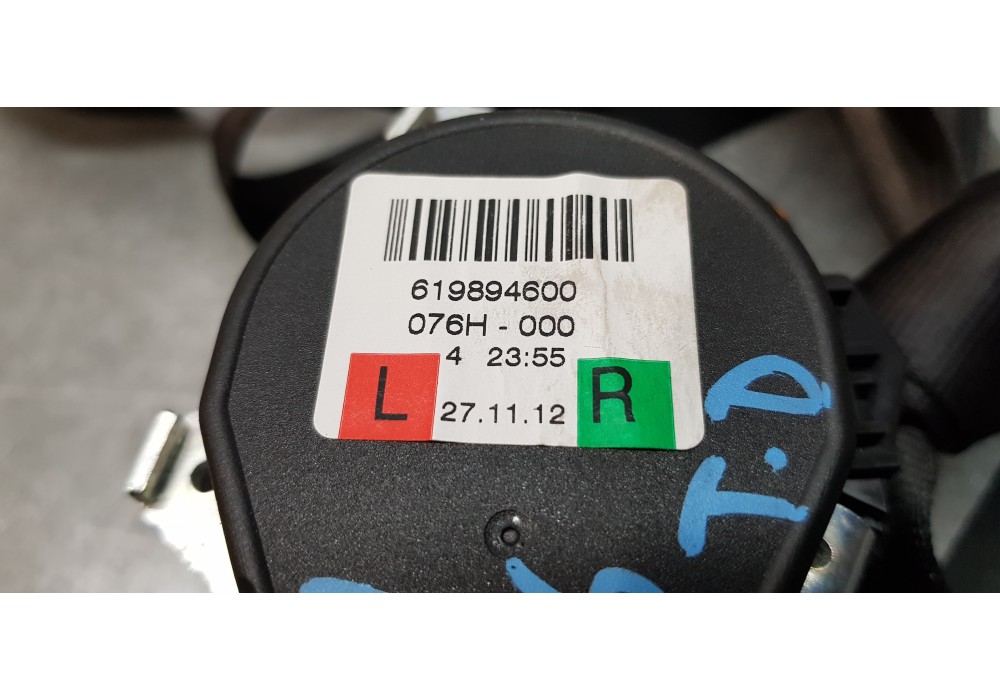 619894600
076H - 000
4 23:55
L 27.11.12 R
T.D